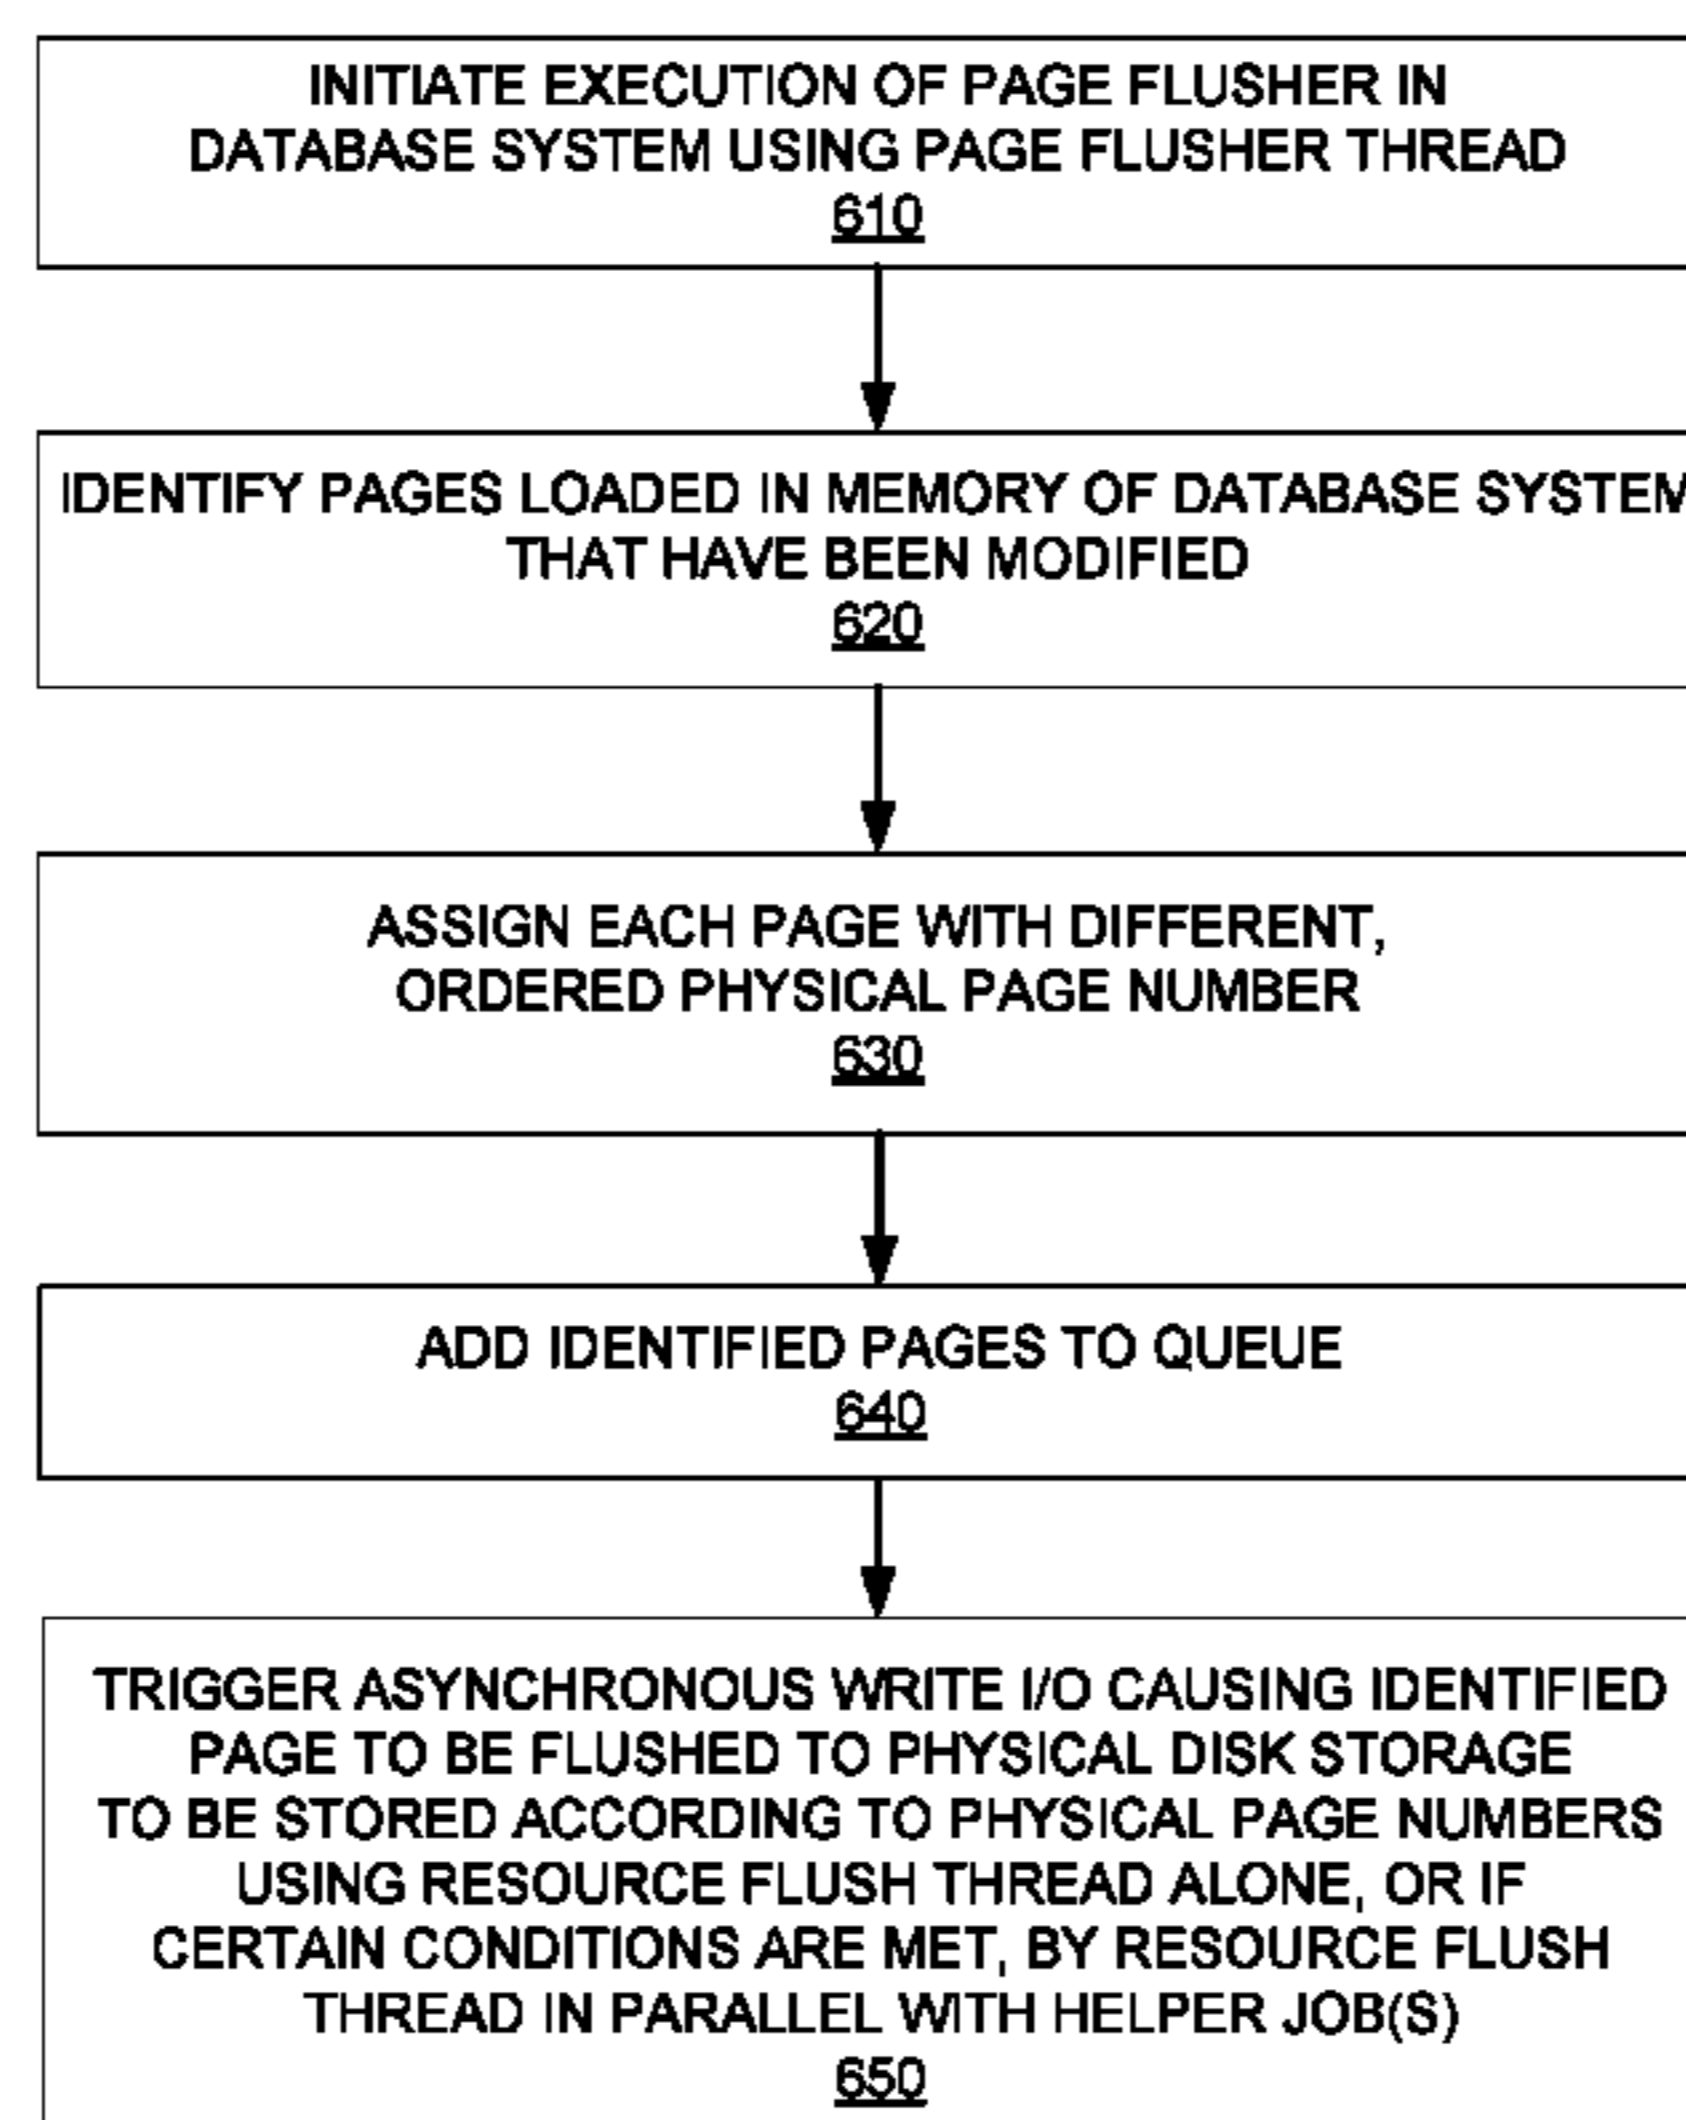 INITIATE EXECUTION OF PAGE FLUSHER IN
DATABASE SYSTEM USING PAGE FLUSHER THREAD
610
IDENTIFY PAGES LOADED IN MEMORY OF DATABASE SYSTEM
THAT HAVE BEEN MODIFIED
620
ASSIGN EACH PAGE WITH DIFFERENT,
ORDERED PHYSICAL PAGE NUMBER
630
ADD IDENTIFIED PAGES TO QUEUE
640
TRIGGER ASYNCHRONOUS WRITE I/O CAUSING IDENTIFIED
PAGE TO BE FLUSHED TO PHYSICAL DISK STORAGE
TO BE STORED ACCORDING TO PHYSICAL PAGE NUMBERS
USING RESOURCE FLUSH THREAD ALONE, OR IF
CERTAIN CONDITIONS ARE MET, BY RESOURCE FLUSH
THREAD IN PARALLEL WITH HELPER JOB(S)
650